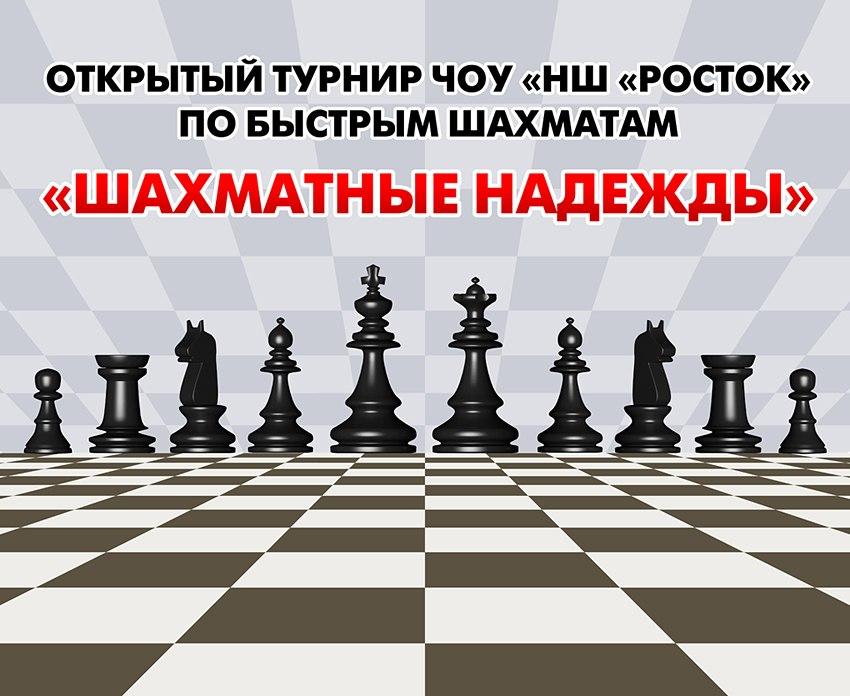 ОТКРЫТЫЙ ТУРНИР ЧОУ «НШ «РОСТОК»
ПО БЫСТРЫМ ШАХМАТАМ
«ШАХМАТНЫЕ НАДЕЖДЫ»